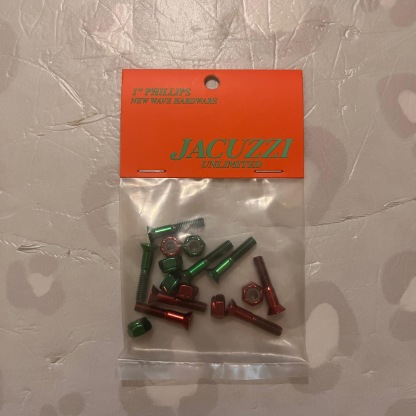 1" PHILLIPS
NEW WAVE HARDWARE
JACUZZI
UNLIMITED